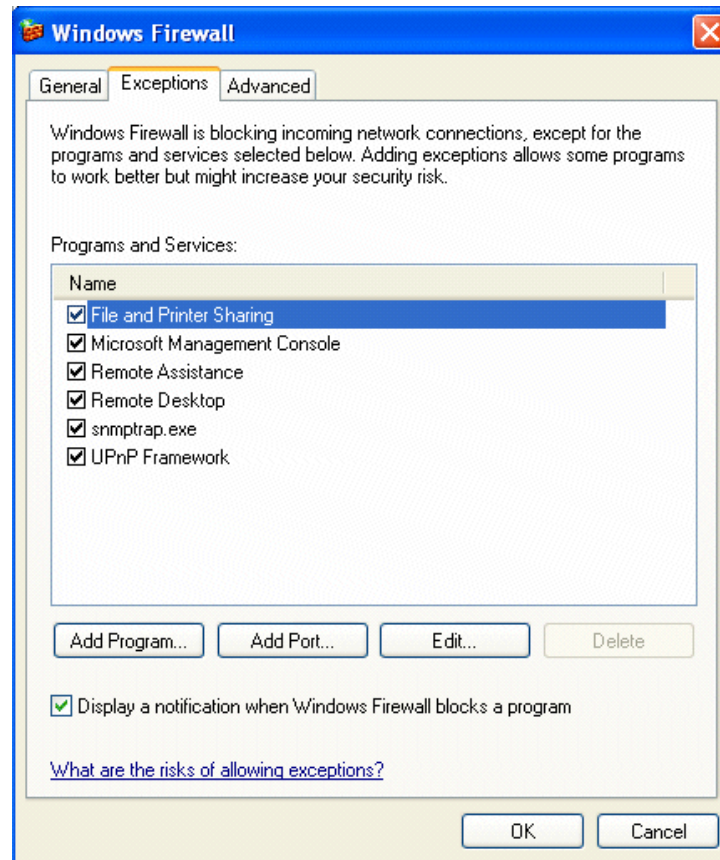 Windows Firewall
General Exceptions Advanced
Windows Firewall is blocking incoming network connections, except for the
programs and services selected below. Adding exceptions allows some programs
to work better but might increase your security risk.
Programs and Services:
Name
File and Printer Sharing
Microsoft Management Console
Remote Assistance
Remote Desktop
snmptrap.exe
UPnP Framework
Add Program... Add Port... Edit... Delete
Display a notification when Windows Firewall blocks a program
What are the risks of allowing exceptions?
OK Cancel